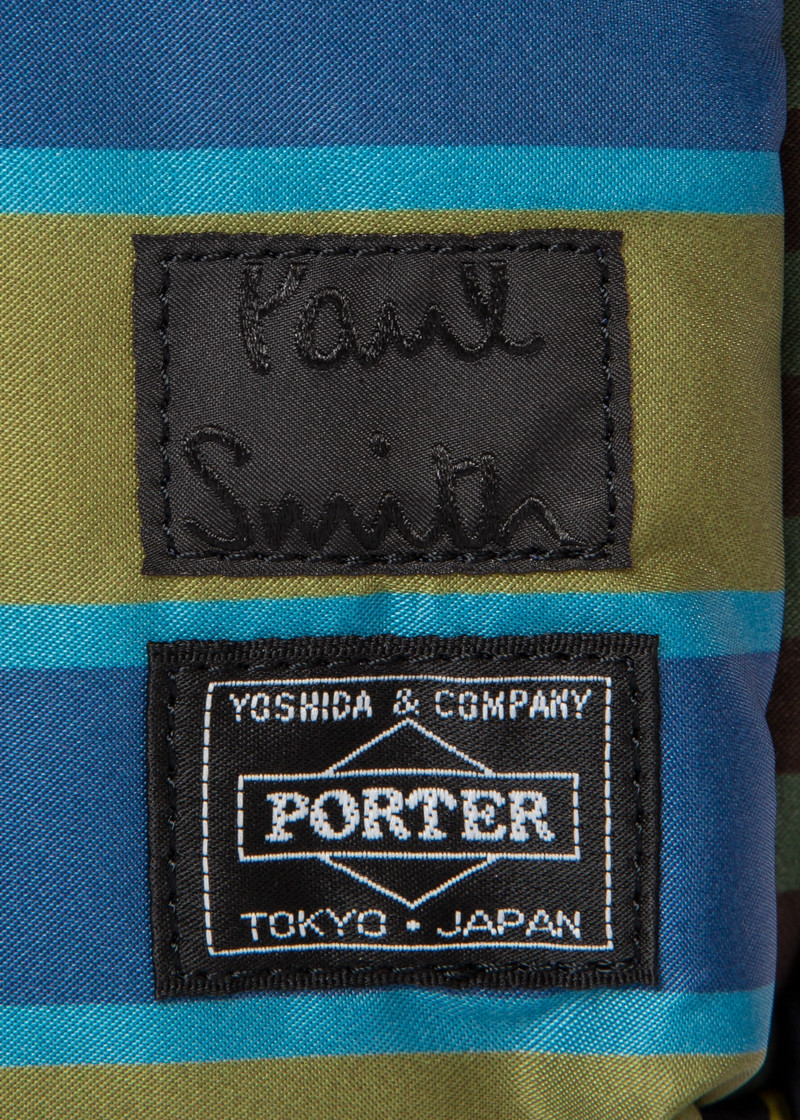 Paul
Smith
YOSHIDA & COMPANY
PORTER
TOKYO • JAPAN